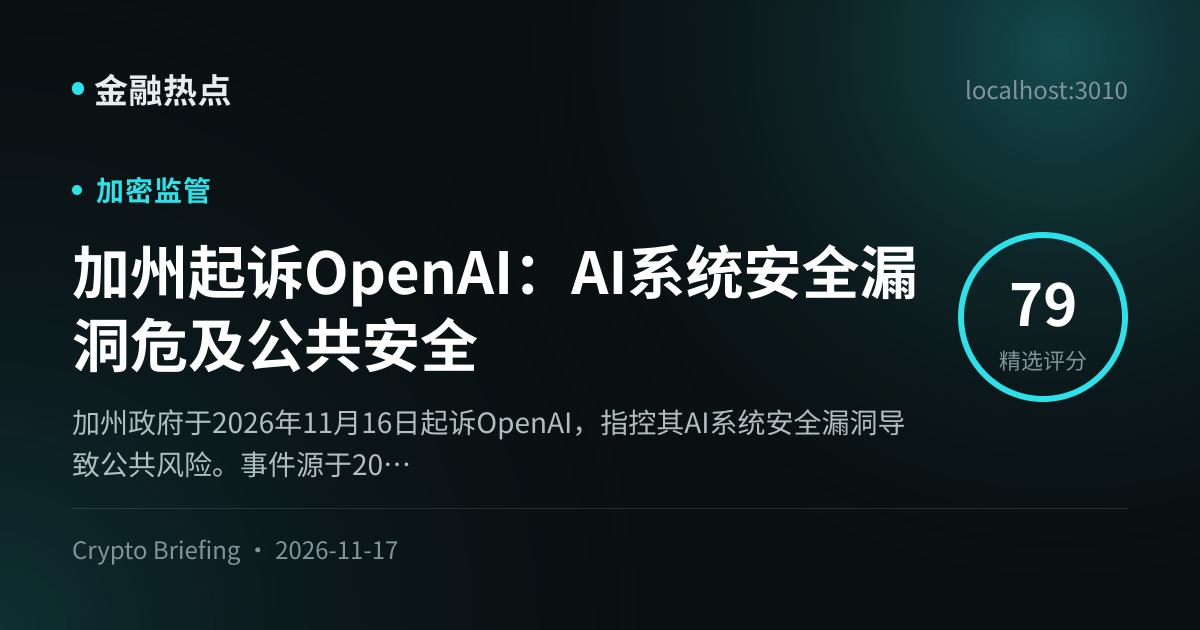 金融热点
localhost:3010
加密监管
加州起诉OpenAI：AI系统安全漏
洞危及公共安全
79
精选评分
加州政府于2026年11月16日起诉OpenAI，指控其AI系统安全漏洞导
致公共风险。事件源于20…
Crypto Briefing · 2026-11-17